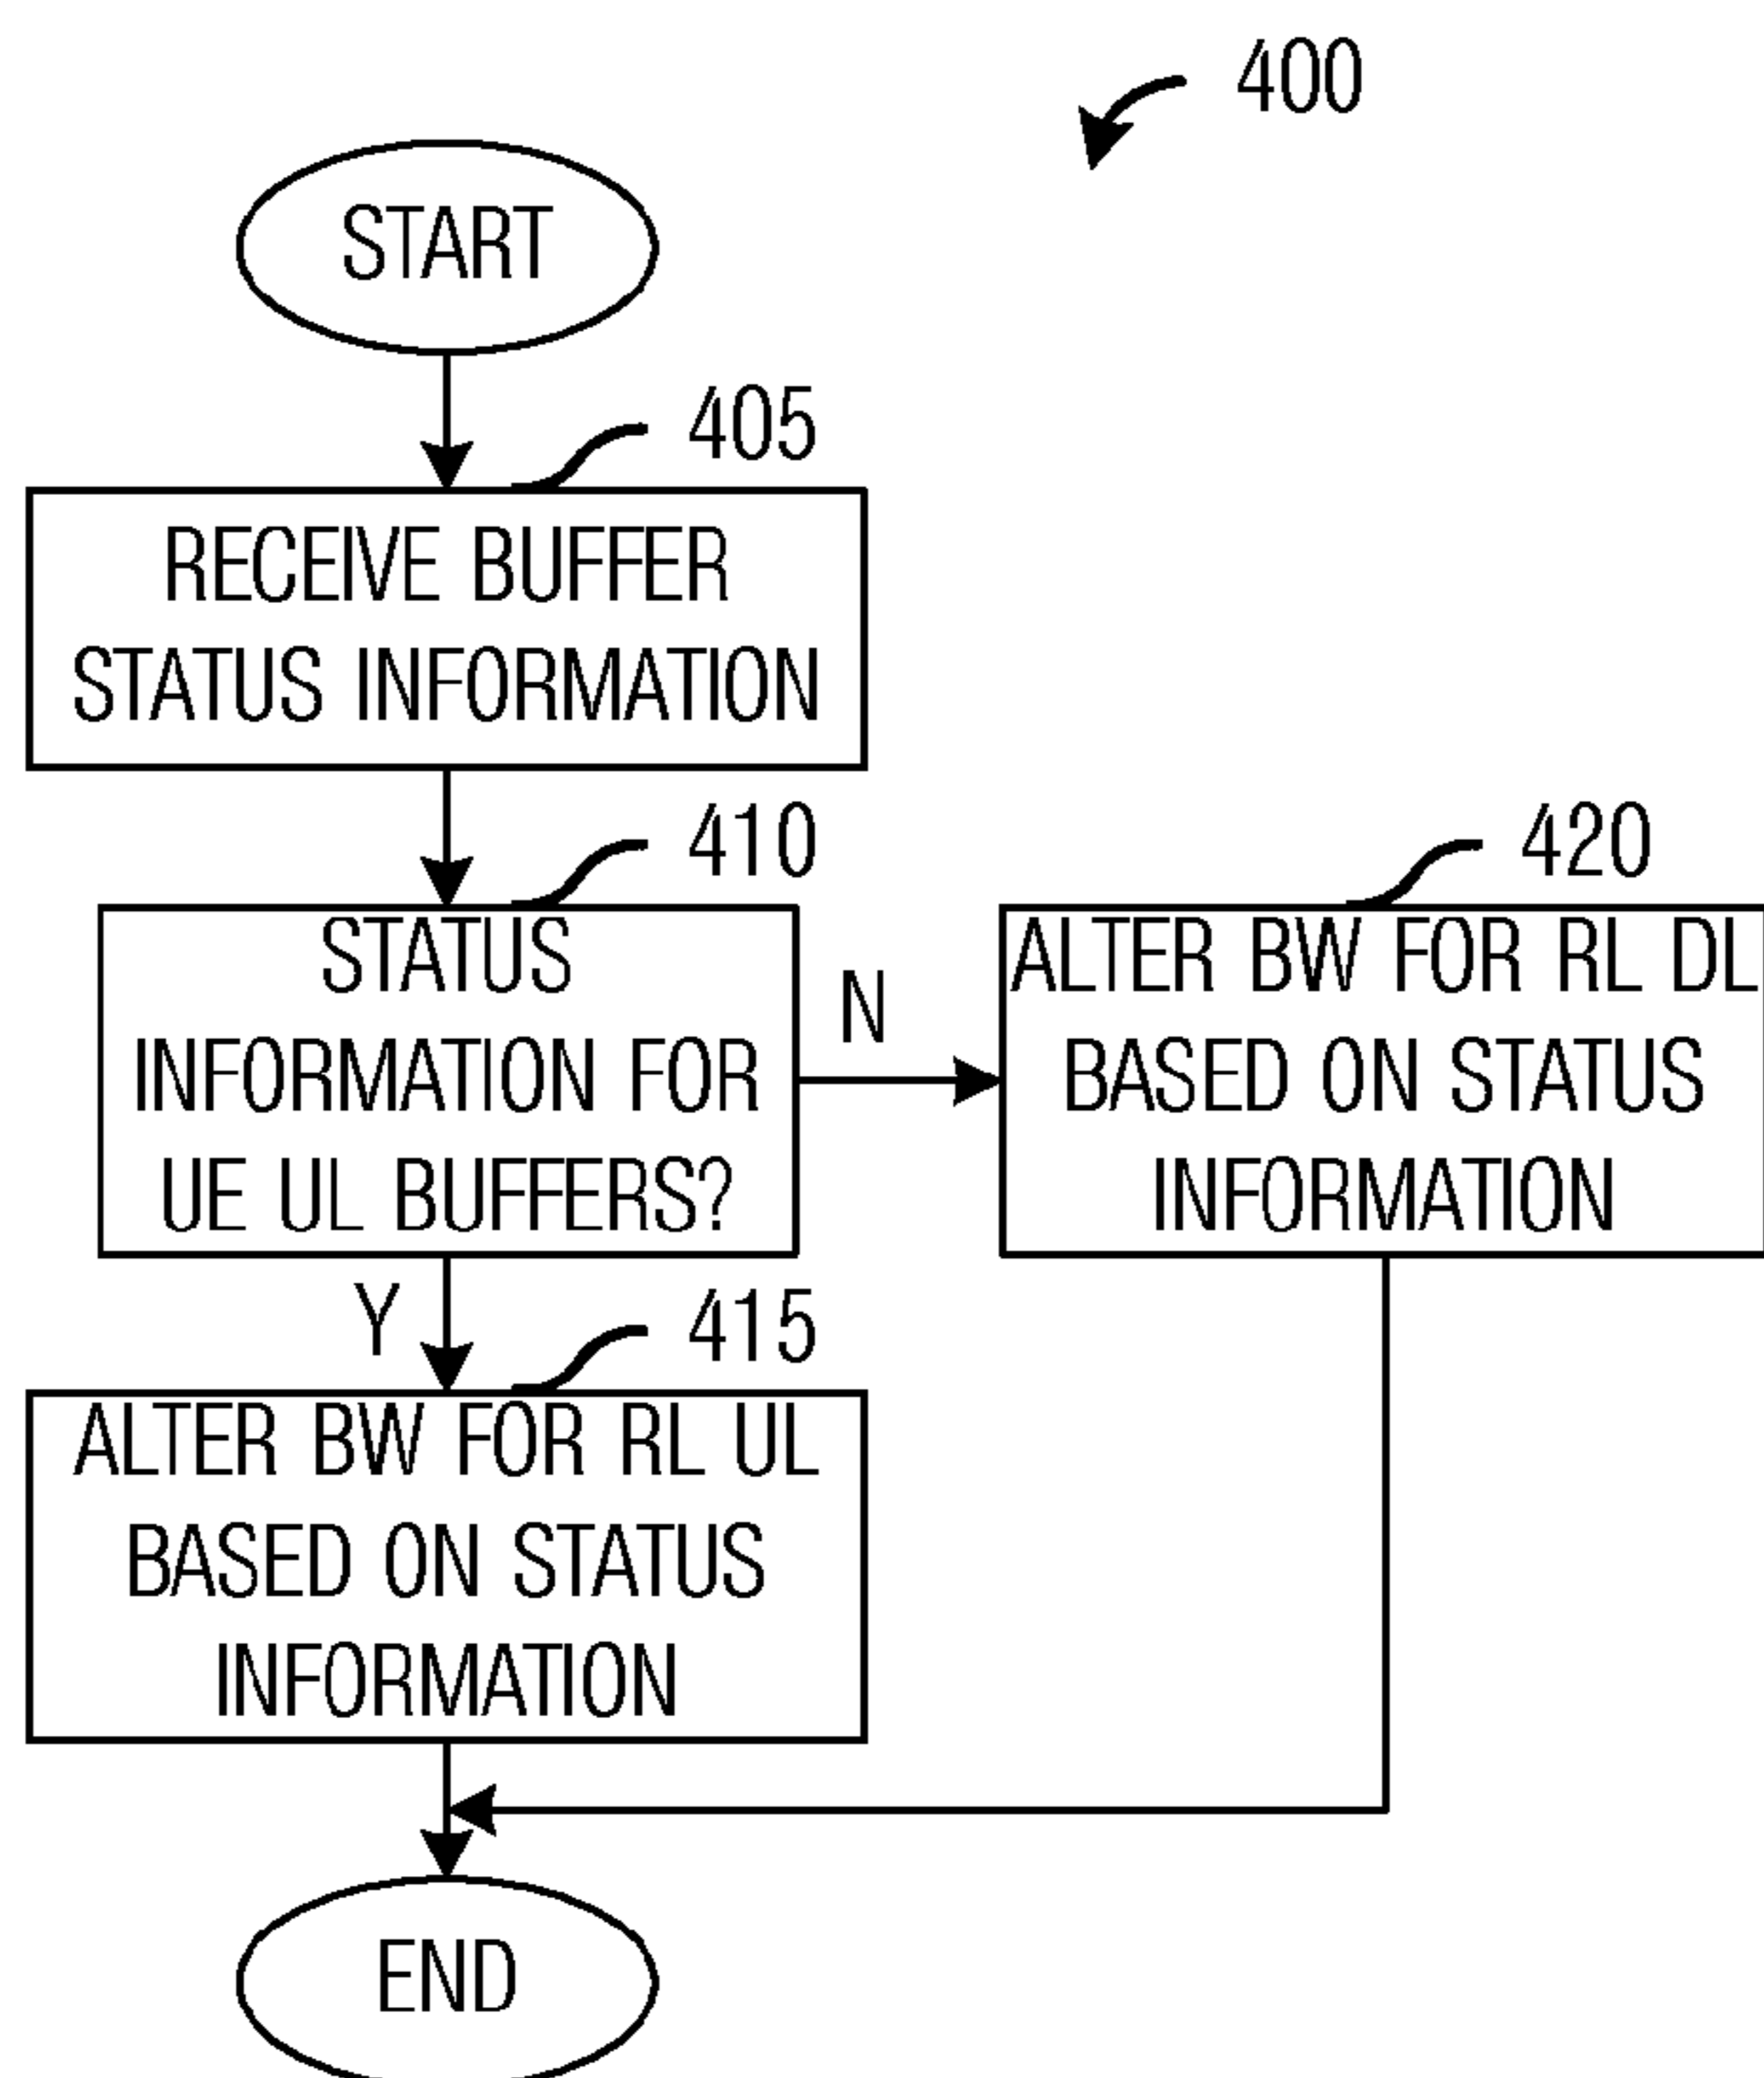 400
START
405
RECEIVE BUFFER
STATUS INFORMATION
410
STATUS
INFORMATION FOR
UE UL BUFFERS?
N
420
ALTER BW FOR RL DL
BASED ON STATUS
INFORMATION
Y
415
ALTER BW FOR RL UL
BASED ON STATUS
INFORMATION
END